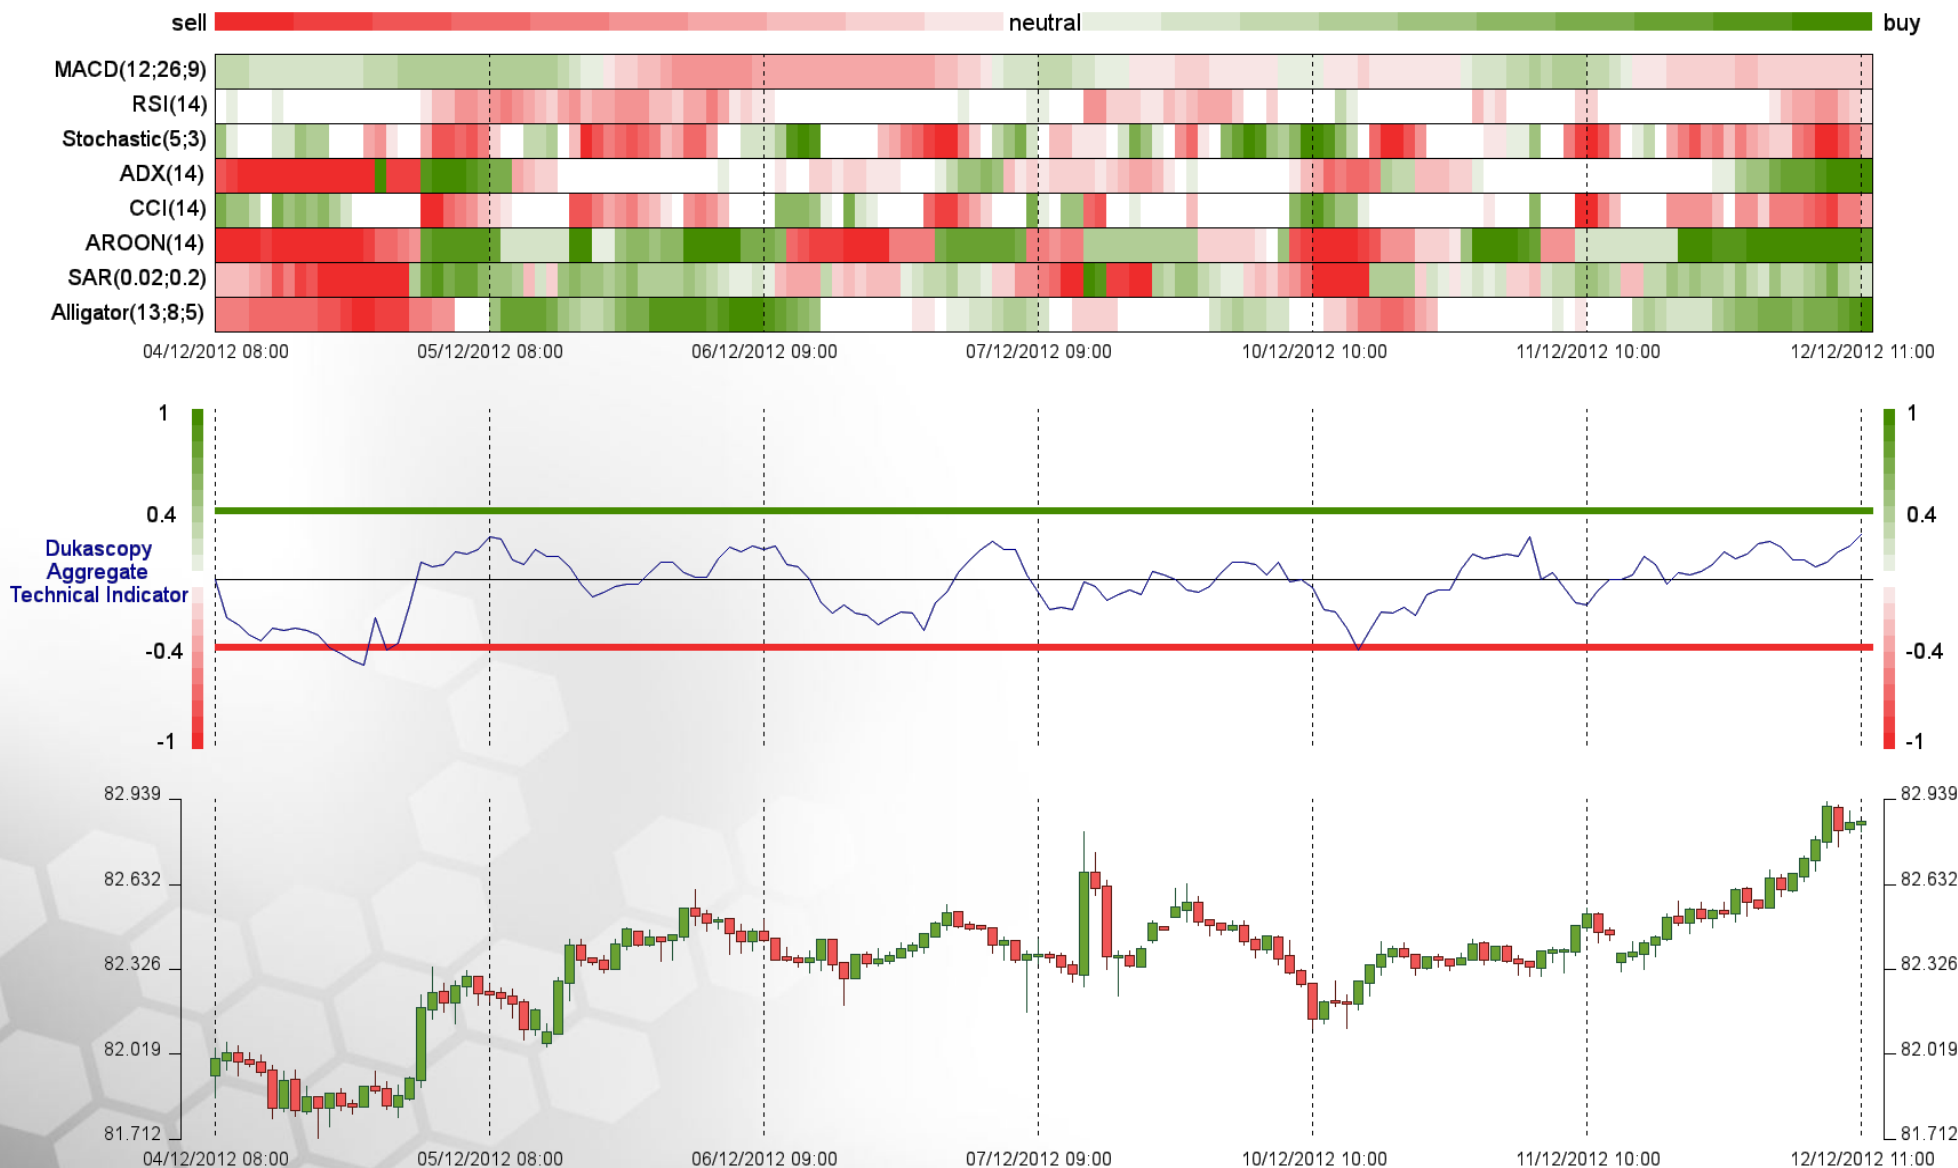 sell neutral buy
MACD(12;26;9)
RSI(14)
Stochastic(5;3)
ADX(14)
CCI(14)
AROON(14)
SAR(0.02;0.2)
Alligator(13;8;5)
04/12/2012 08:00 05/12/2012 08:00 06/12/2012 09:00 07/12/2012 09:00 10/12/2012 10:00 11/12/2012 10:00 12/12/2012 11:00
1 1
0.4 0.4
Dukascopy
Aggregate
Technical Indicator
-0.4 -0.4
-1 -1
82.939 82.939
82.632 82.632
82.326 82.326
82.019 82.019
81.712 81.712
04/12/2012 08:00 05/12/2012 08:00 06/12/2012 09:00 07/12/2012 09:00 10/12/2012 10:00 11/12/2012 10:00 12/12/2012 11:00